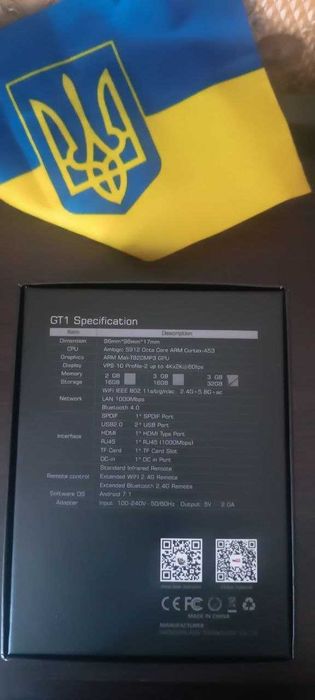 GT1 Specification
Item Description
Dimension 96mm*96mm*17mm
CPU Amlogic S912 Octa Core ARM Cortex-A53
Graphics ARM Mali-T820MP3 GPU
Display VP9-10 Profile-2 up to 4Kx2K@60fps
Memory 2 GB 3 GB 3 GB
Storage 16GB 16GB 32GB
WiFi IEEE 802.11a/b/g/n/ac 2.4G+5.8G+ac
Network LAN 1000Mbps
Bluetooth 4.0
SPDIF 1* SPDIF Port
USB2.0 2* USB Port
HDMI 1* HDMI Type Port
Interface RJ45 1* RJ45 (1000Mbps)
TF Card 1* TF Card Slot
DC-in 1* DC in Port
Standard Infrared Remote
Remote control Extended WIFI 2.4G Remote
Extended Bluetooth 2.4G Remote
Software OS Android 7.1
Adapter Input: 100-240V~50/60Hz Output: 5V 2.0A
CE FC
MADE IN CHINA
MANUFACTURER